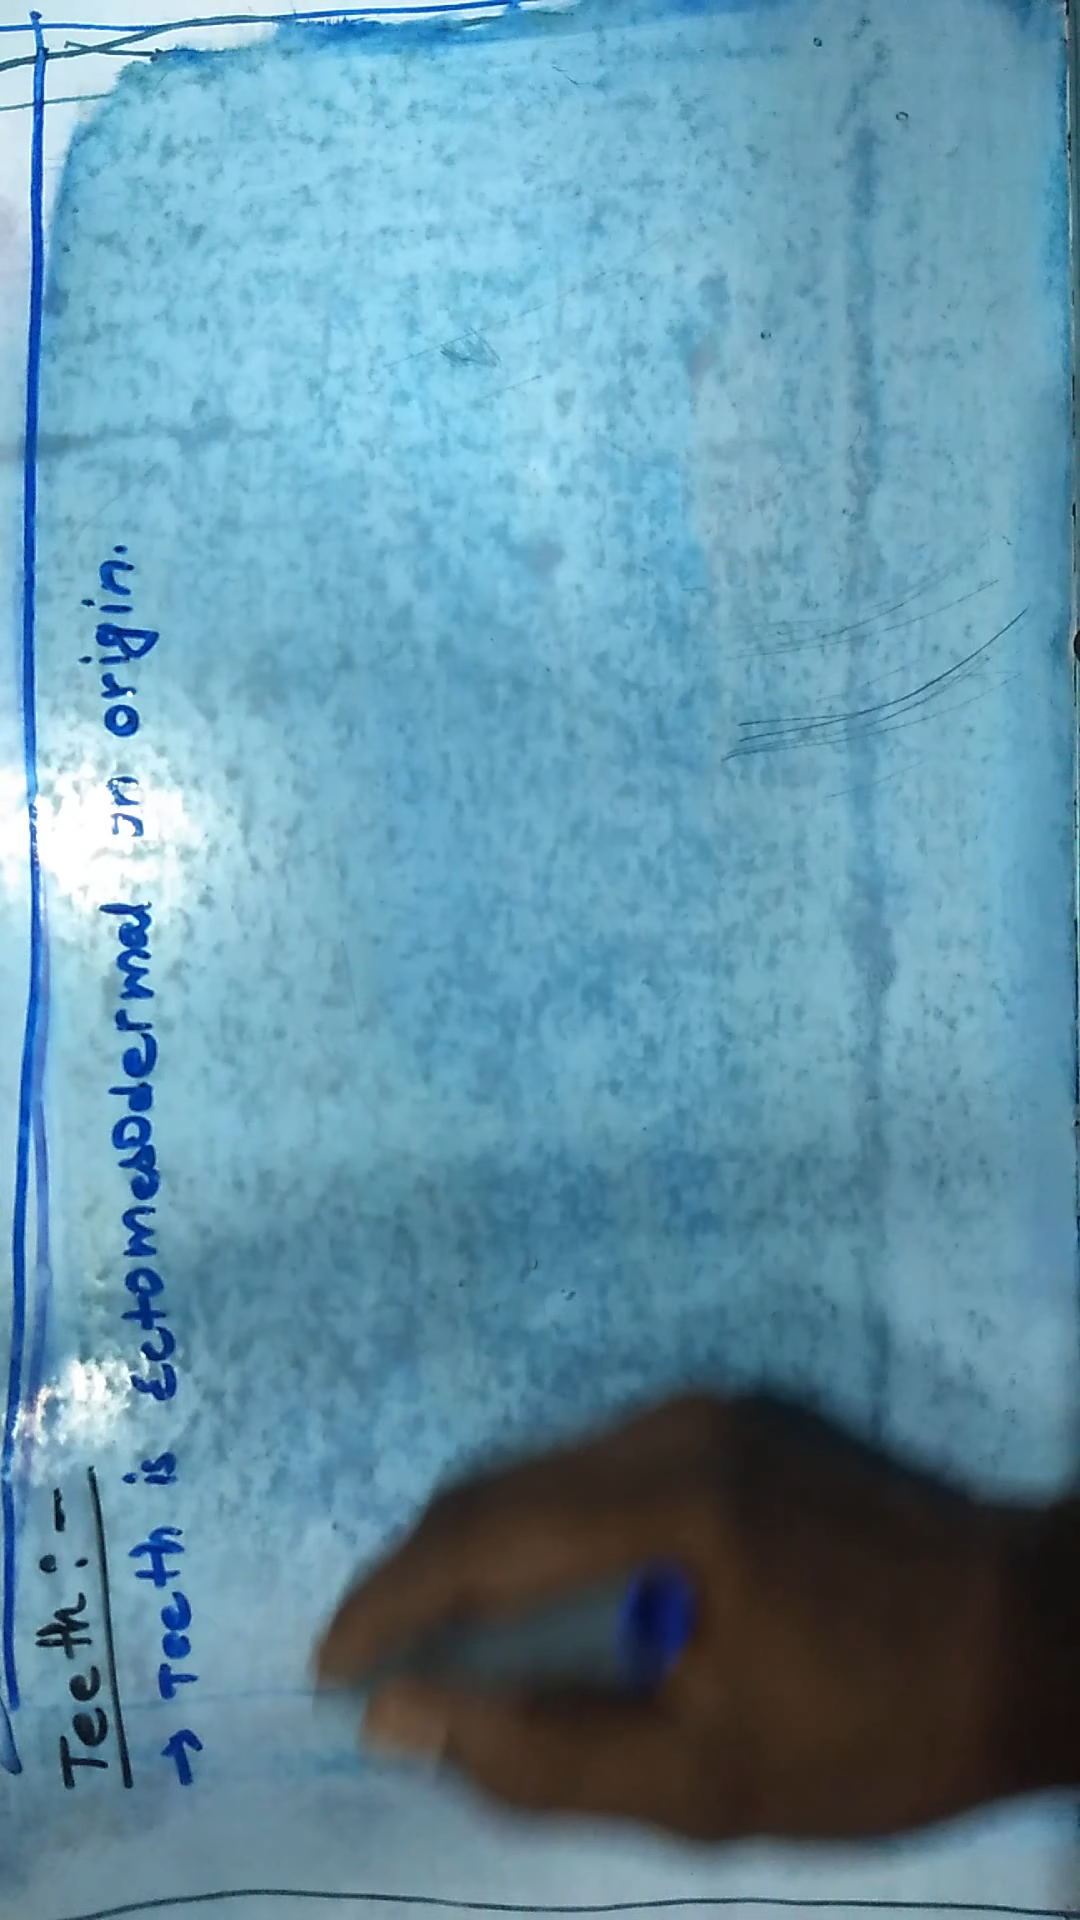 Teeth :-
→ Teeth is Ectomesodermal in origin.